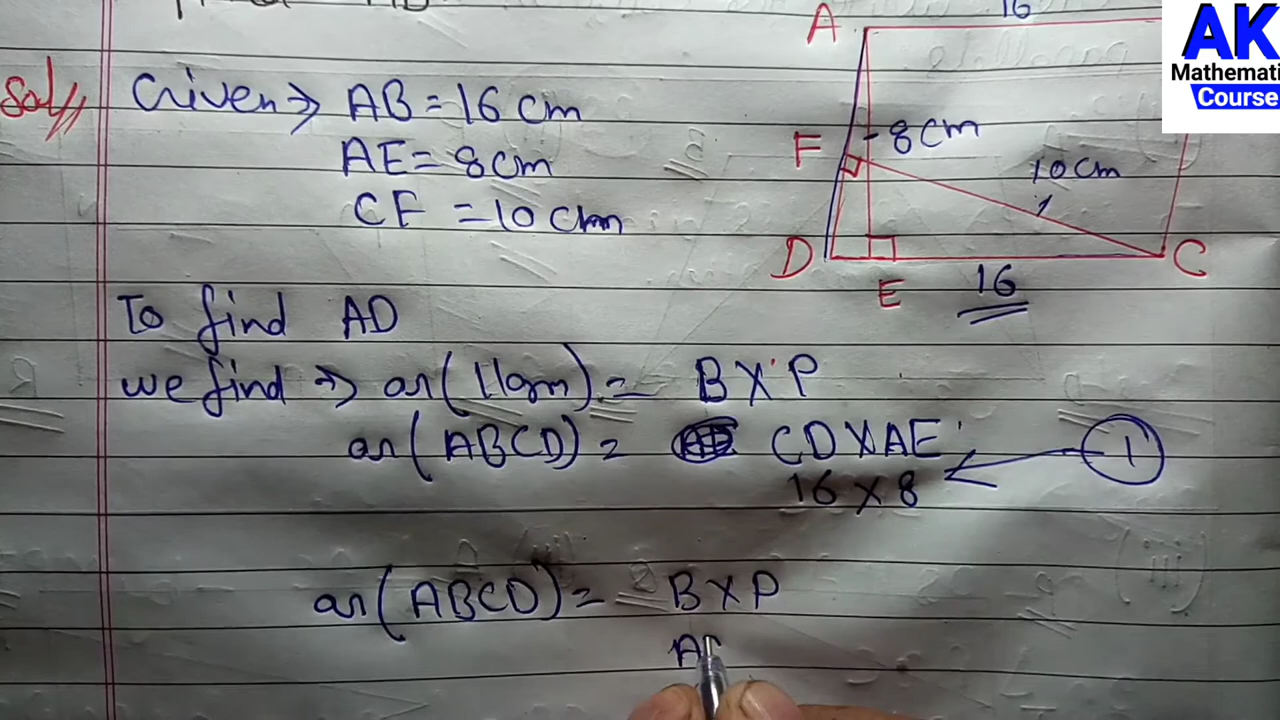 A 16
AK
Mathemati
Course
Sol,, Given ⇒ AB = 16 cm
AE = 8 cm
CF = 10 cm
F 8 cm
10 cm
D E 16 C
To find AD
we find ⇒ ar(llgm) = B X P
ar(ABCD) = CD X AE 1
16 X 8
ar(ABCD) = B X P
A